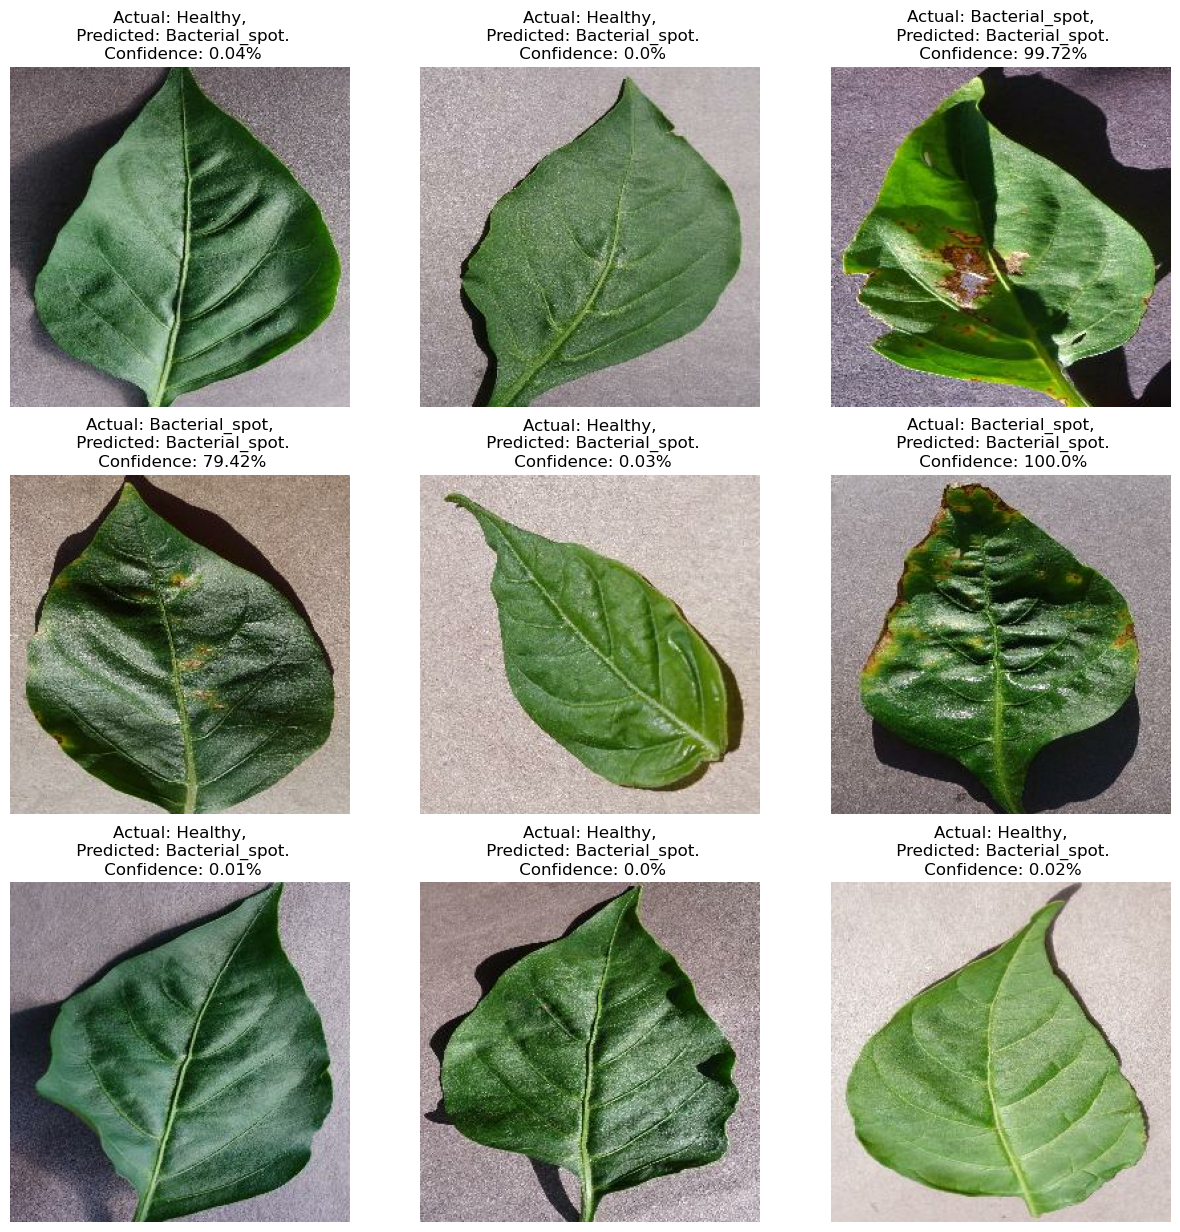 Actual: Healthy,
Predicted: Bacterial_spot.
Confidence: 0.04%
Actual: Healthy,
Predicted: Bacterial_spot.
Confidence: 0.0%
Actual: Bacterial_spot,
Predicted: Bacterial_spot.
Confidence: 99.72%
Actual: Bacterial_spot,
Predicted: Bacterial_spot.
Confidence: 79.42%
Actual: Healthy,
Predicted: Bacterial_spot.
Confidence: 0.03%
Actual: Bacterial_spot,
Predicted: Bacterial_spot.
Confidence: 100.0%
Actual: Healthy,
Predicted: Bacterial_spot.
Confidence: 0.01%
Actual: Healthy,
Predicted: Bacterial_spot.
Confidence: 0.0%
Actual: Healthy,
Predicted: Bacterial_spot.
Confidence: 0.02%